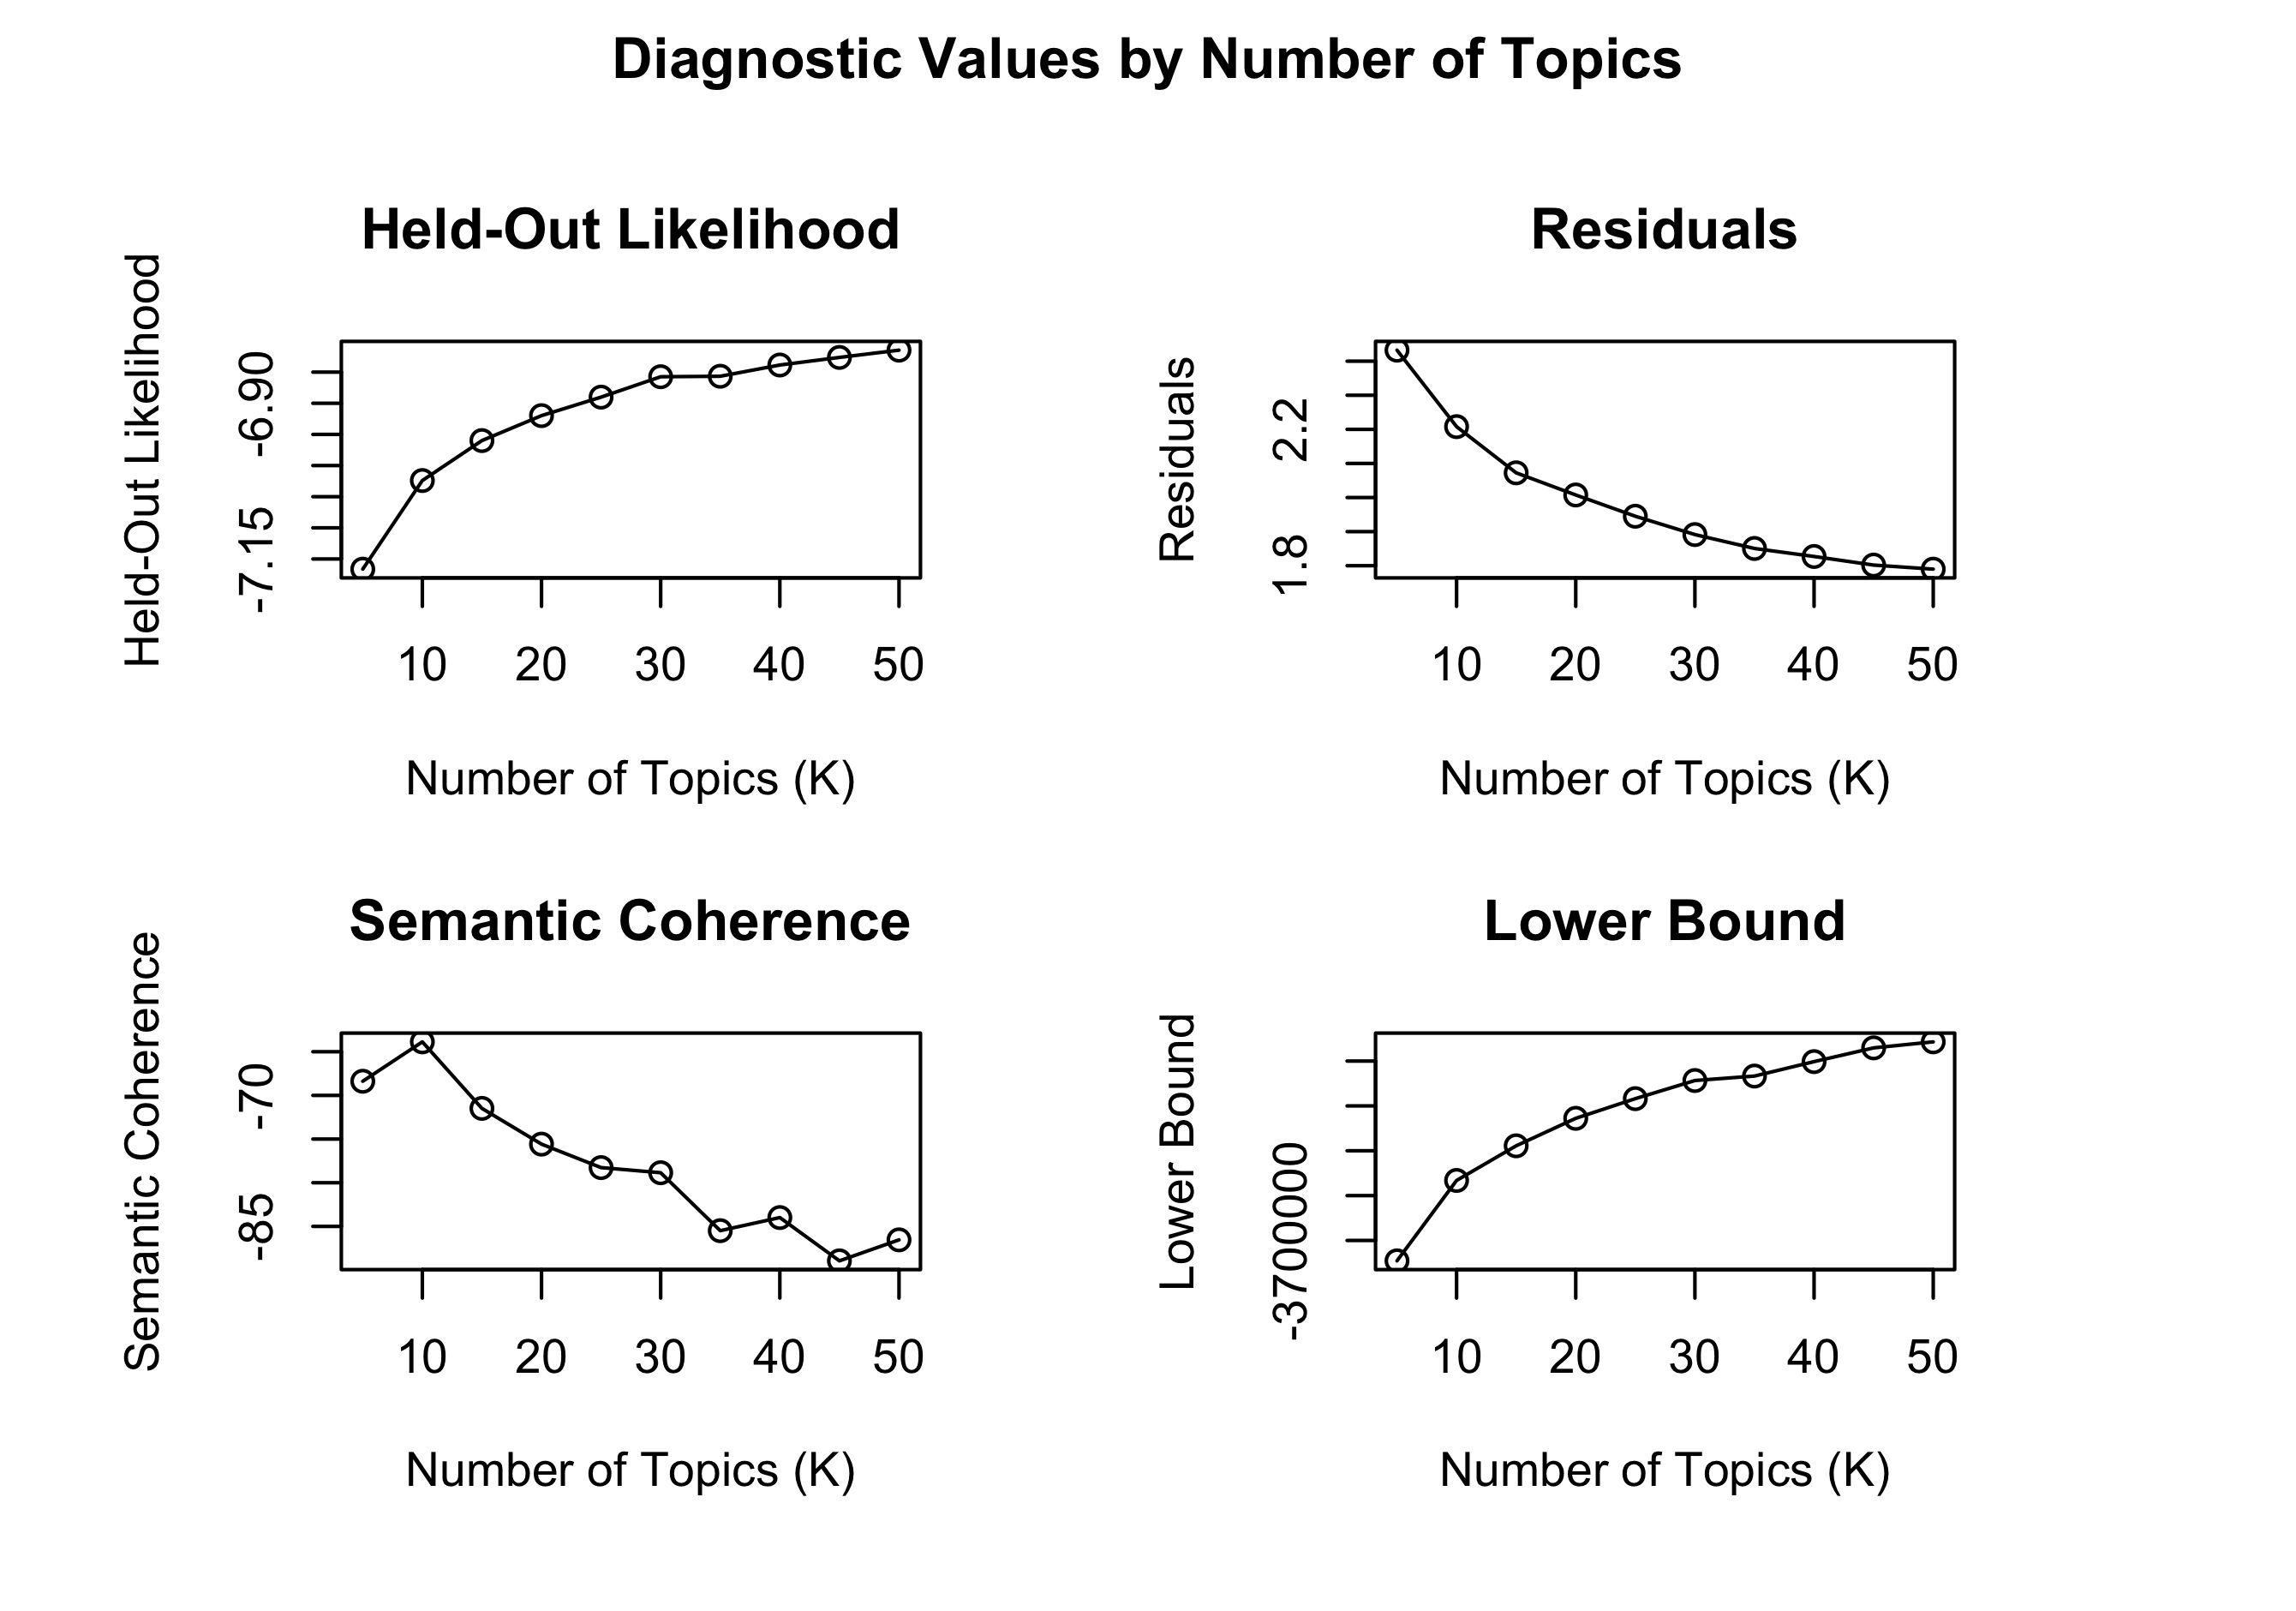 Diagnostic Values by Number of Topics
Held-Out Likelihood
Held-Out Likelihood
-6.90
-7.15
10 20 30 40 50
Number of Topics (K)
Residuals
Residuals
2.2
1.8
10 20 30 40 50
Number of Topics (K)
Semantic Coherence
Semantic Coherence
-70
-85
10 20 30 40 50
Number of Topics (K)
Lower Bound
Lower Bound
-3700000
10 20 30 40 50
Number of Topics (K)